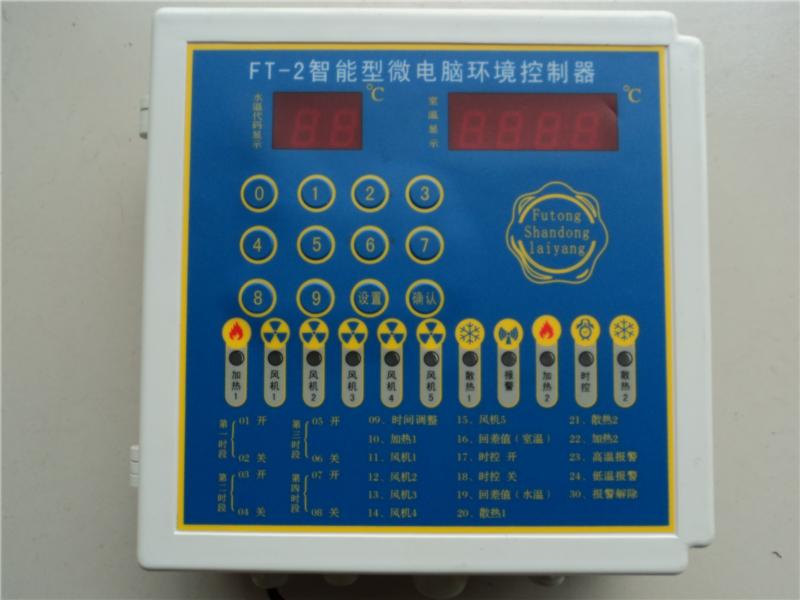 FT-2智能型微电脑环境控制器
水温代码显示
℃
室温显示
℃
0 1 2 3
4 5 6 7
8 9 设置 确认
Futong
Shandong
laiyang
加热1 风机1 风机2 风机3 风机4 风机5 散热1 报警 加热2 时控 散热2
第一时段
01 开
02 关
第二时段
03 开
04 关
第三时段
05 开
06 关
第四时段
07 开
08 关
09、时间调整
10、加热1
11、风机1
12、风机2
13、风机3
14、风机4
15、风机5
16、回差值(室温)
17、时控 开
18、时控 关
19、回差值(水温)
20、散热1
21、散热2
22、加热2
23、高温报警
24、低温报警
30、报警解除